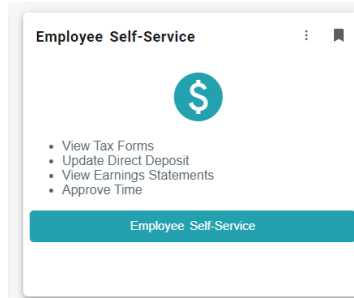 Employee Self-Service
$
View Tax Forms
Update Direct Deposit
View Earnings Statements
Approve Time
Employee Self-Service